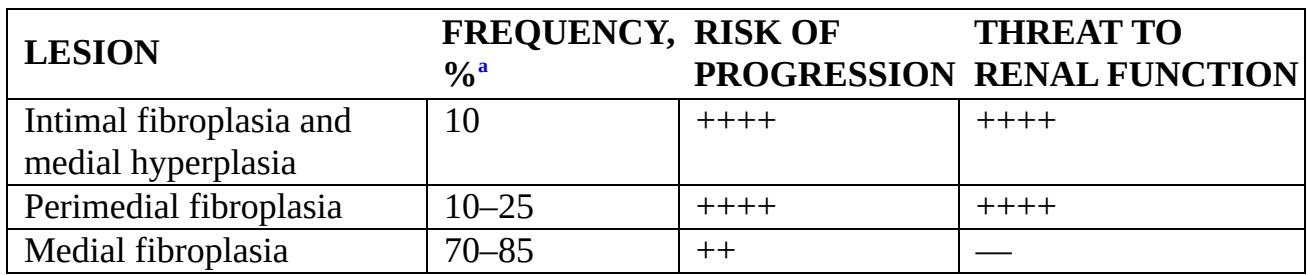 LESION FREQUENCY, %a RISK OF PROGRESSION THREAT TO RENAL FUNCTION
Intimal fibroplasia and medial hyperplasia 10 ++++ ++++
Perimedial fibroplasia 10–25 ++++ ++++
Medial fibroplasia 70–85 ++ —